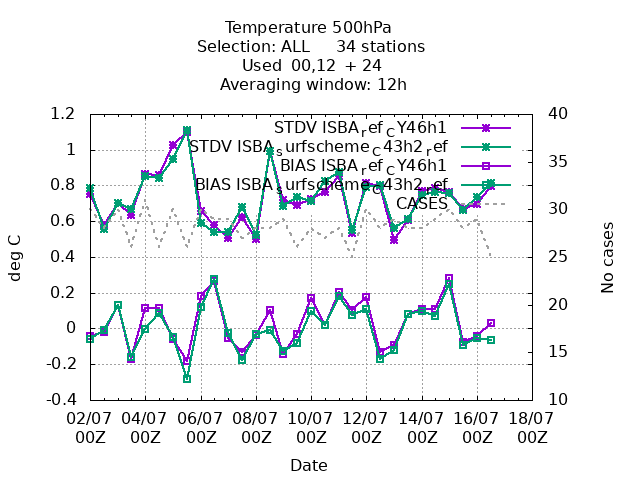 Temperature 500hPa
Selection: ALL 34 stations
Used 00,12 + 24
Averaging window: 12h
STDV ISBA_ref_CY46h1
STDV ISBA_surfscheme_C43h2_ref
BIAS ISBA_ref_CY46h1
BIAS ISBA_surfscheme_C43h2_ref
CASES
1.2
1
0.8
0.6
0.4
0.2
0
-0.2
-0.4
deg C
40
35
30
25
20
15
10
No cases
02/07 04/07 06/07 08/07 10/07 12/07 14/07 16/07 18/07
00Z 00Z 00Z 00Z 00Z 00Z 00Z 00Z 00Z
Date